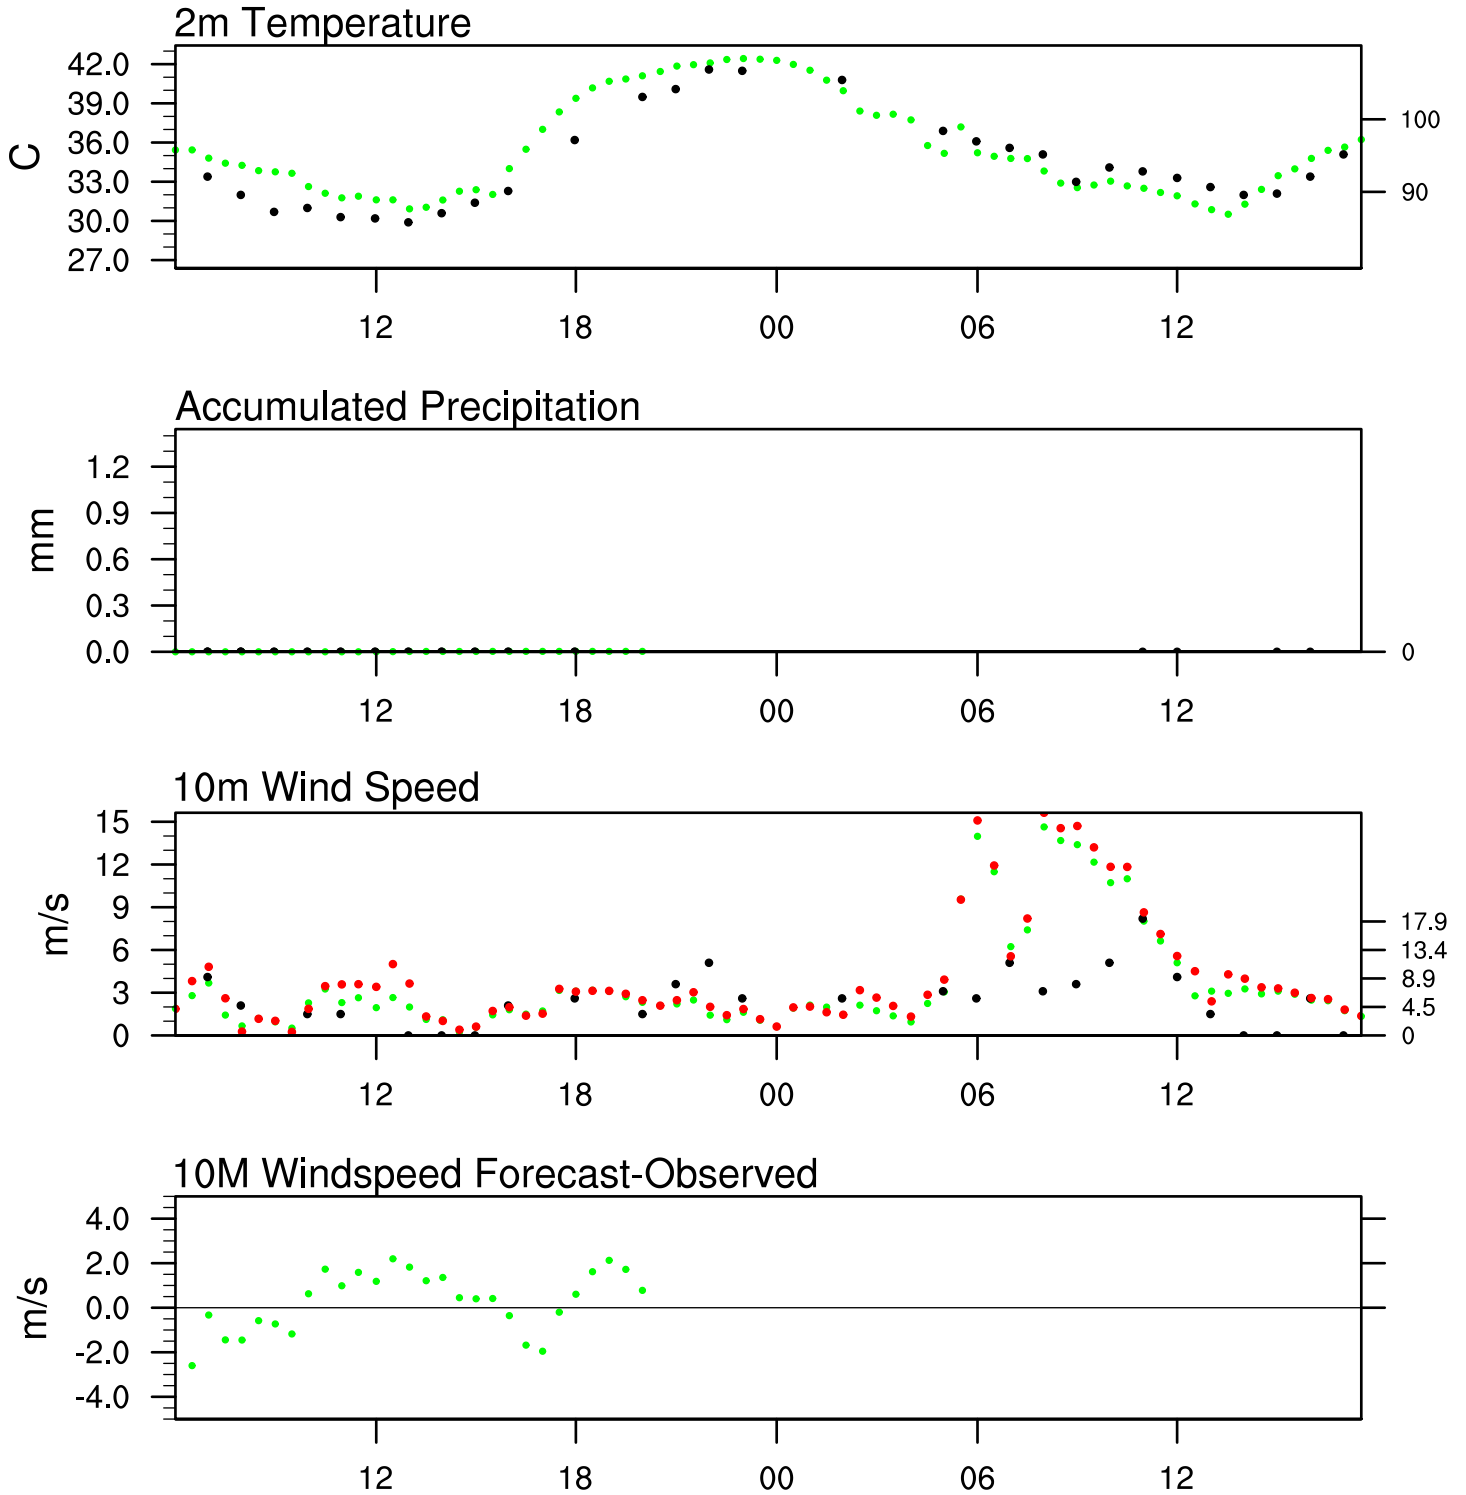 2m Temperature
42.0
39.0
36.0
33.0
30.0
27.0
C
100
90
12 18 00 06 12
Accumulated Precipitation
1.2
0.9
0.6
0.3
0.0
mm
0
12 18 00 06 12
10m Wind Speed
15
12
9
6
3
0
m/s
17.9
13.4
8.9
4.5
0
12 18 00 06 12
10M Windspeed Forecast-Observed
4.0
2.0
0.0
-2.0
-4.0
m/s
12 18 00 06 12